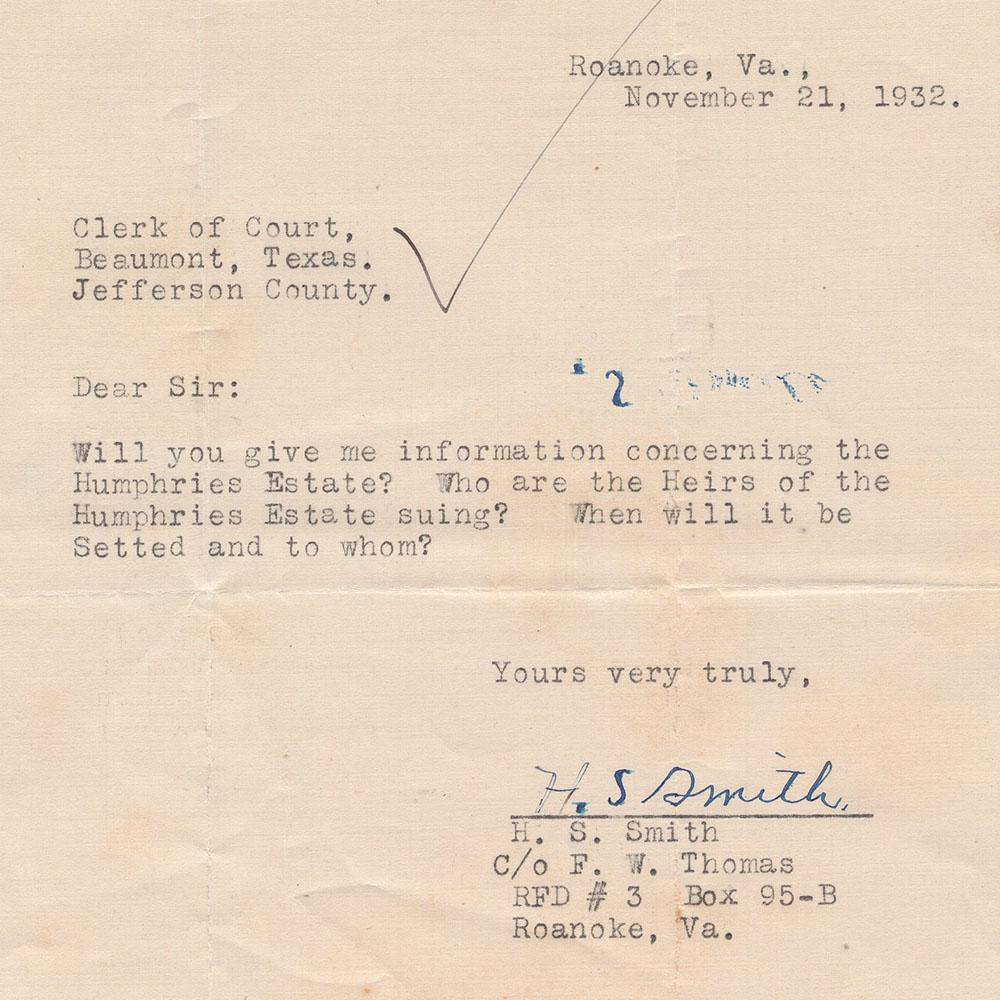 Roanoke, Va.,
November 21, 1932.
Clerk of Court,
Beaumont, Texas.
Jefferson County.
Dear Sir:
Will you give me information concerning the
Humphries Estate?  Who are the Heirs of the
Humphries Estate suing?  When will it be
Setted and to whom?
Yours very truly,
H. S Smith.
H. S. Smith
C/o F. W. Thomas
RFD # 3  Box 95-B
Roanoke, Va.